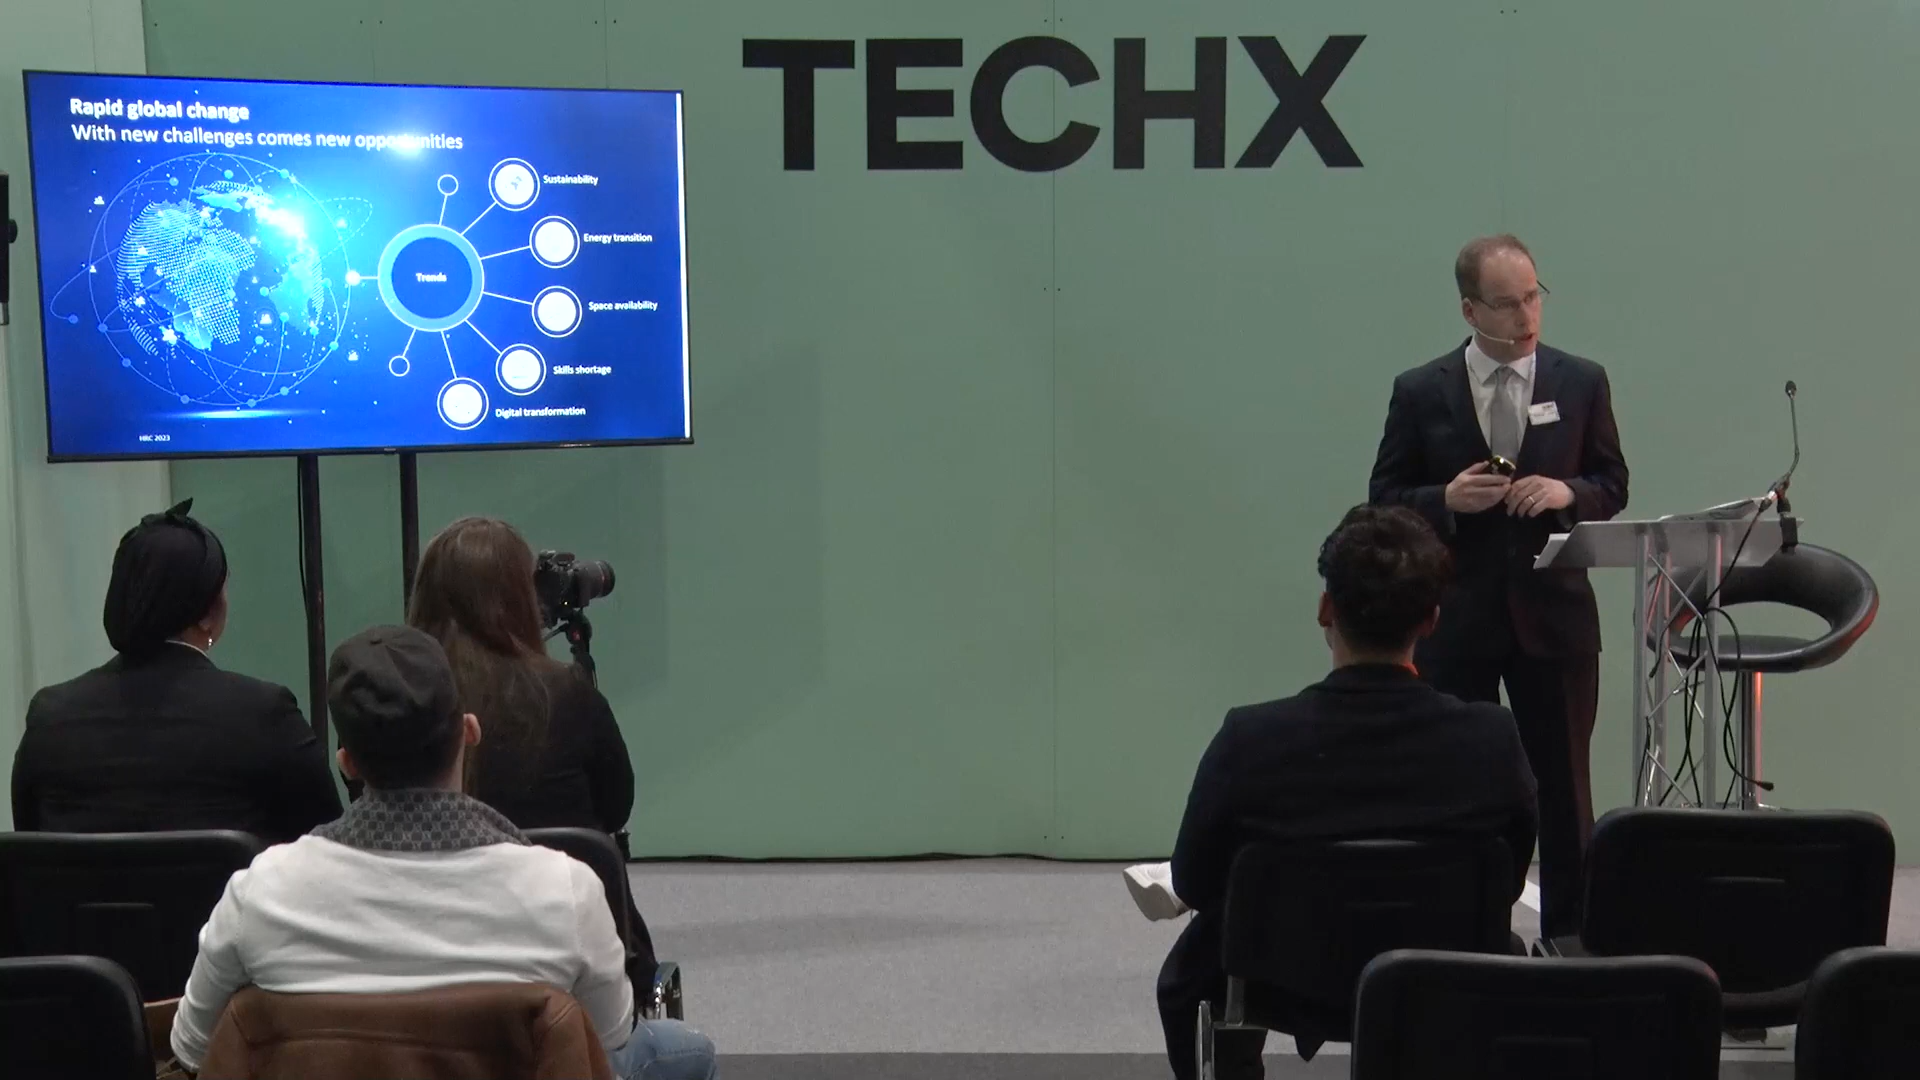 TECHX
Rapid global change
With new challenges comes new opportunities
Trends
Sustainability
Energy transition
Space availability
Skills shortage
Digital transformation
HRC 2023